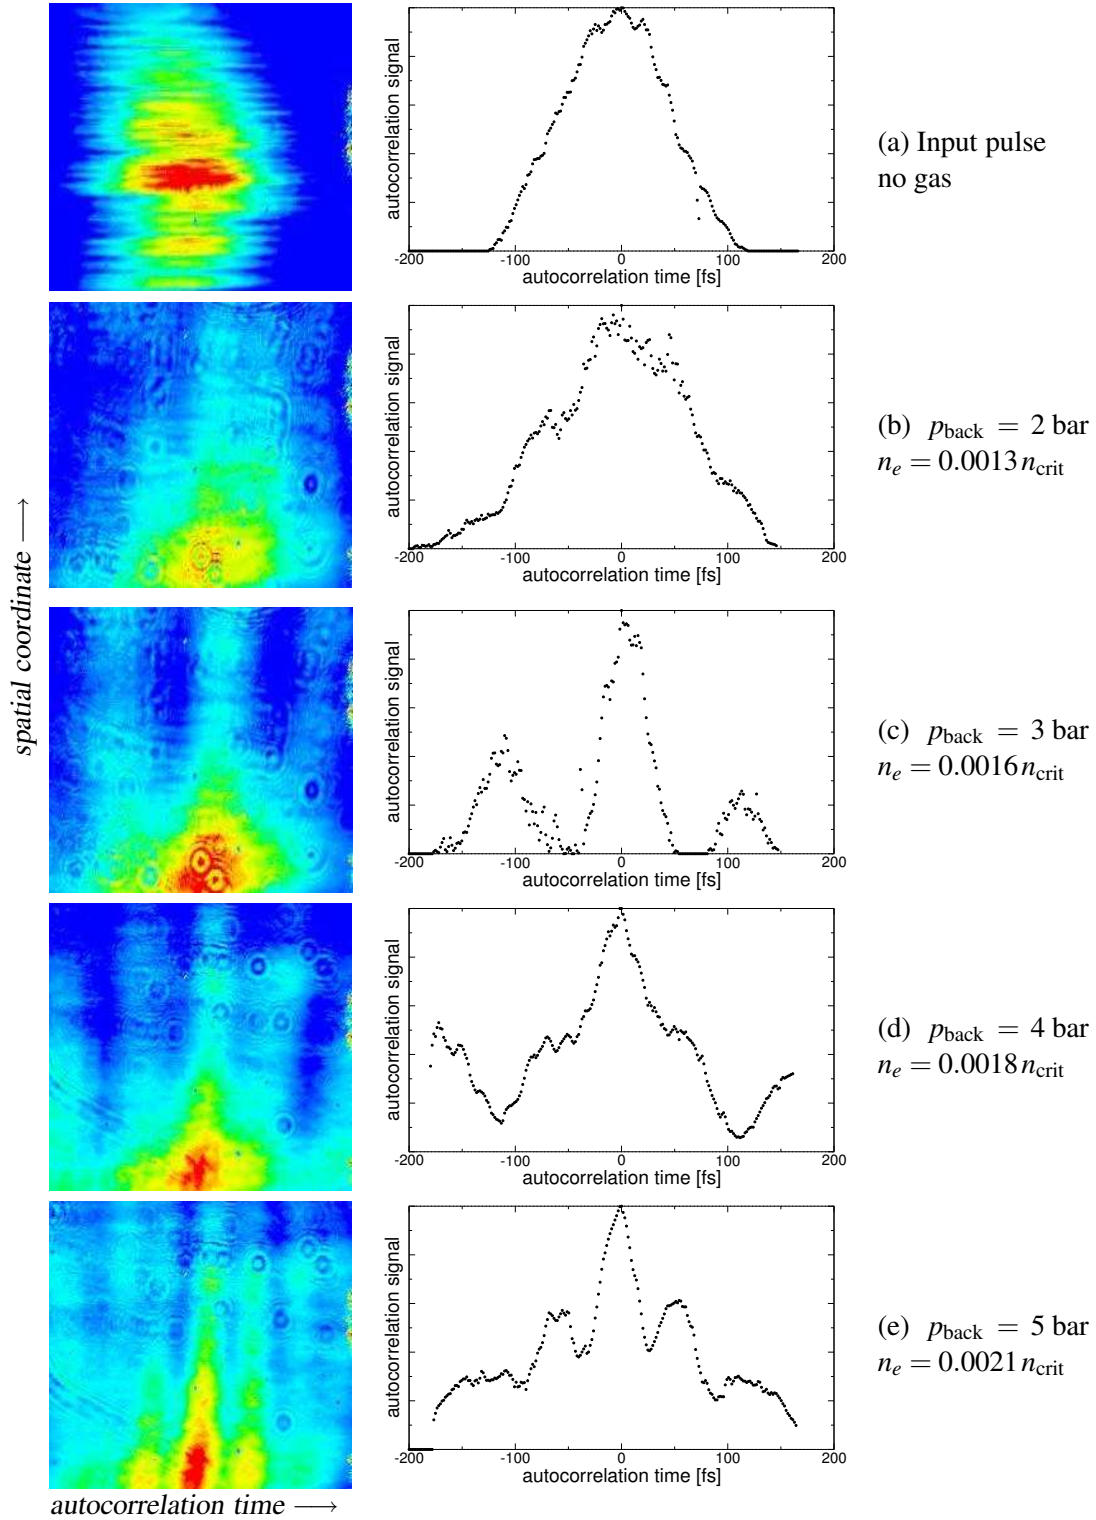 spatial coordinate →
autocorrelation time →
autocorrelation signal
-200 -100 0 100 200
autocorrelation time [fs]
(a) Input pulse
no gas
autocorrelation signal
-200 -100 0 100 200
autocorrelation time [fs]
(b) p_back = 2 bar
n_e = 0.0013 n_crit
autocorrelation signal
-200 -100 0 100 200
autocorrelation time [fs]
(c) p_back = 3 bar
n_e = 0.0016 n_crit
autocorrelation signal
-200 -100 0 100 200
autocorrelation time [fs]
(d) p_back = 4 bar
n_e = 0.0018 n_crit
autocorrelation signal
-200 -100 0 100 200
autocorrelation time [fs]
(e) p_back = 5 bar
n_e = 0.0021 n_crit